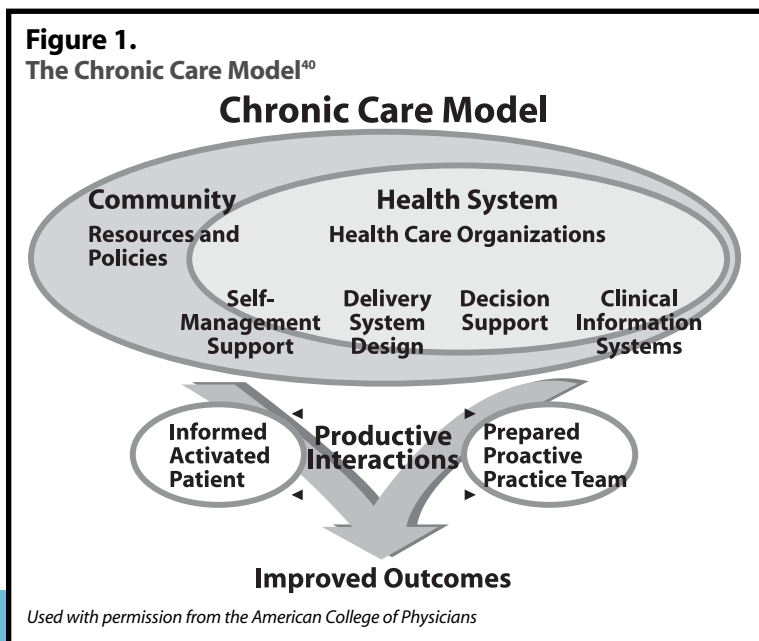 Figure 1.
The Chronic Care Model⁴⁰
Chronic Care Model
Community
Resources and
Policies
Health System
Health Care Organizations
Self-
Management
Support
Delivery
System
Design
Decision
Support
Clinical
Information
Systems
Informed
Activated
Patient
Productive
Interactions
Prepared
Proactive
Practice Team
Improved Outcomes
Used with permission from the American College of Physicians